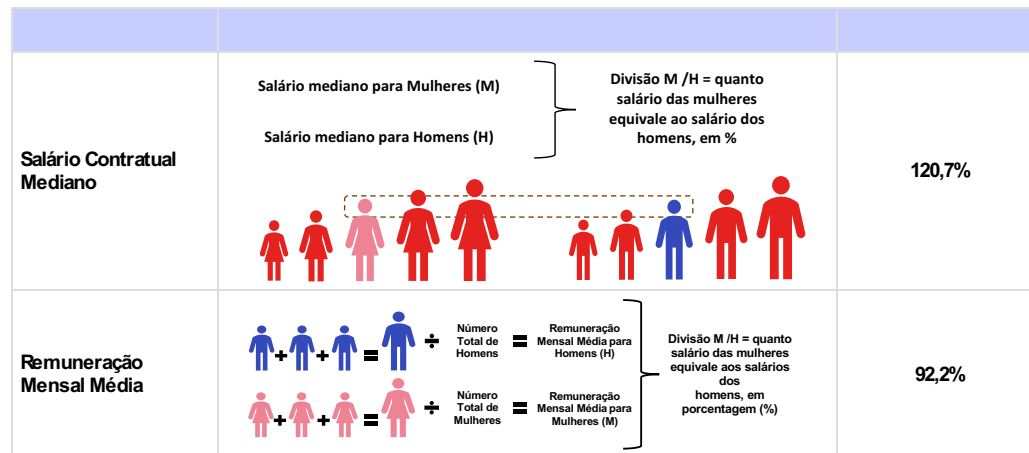 Salário Contratual
Mediano
Salário mediano para Mulheres (M)
Salário mediano para Homens (H)
Divisão M /H = quanto
salário das mulheres
equivale ao salário dos
homens, em %
120,7%
Remuneração
Mensal Média
+ + = ÷
Número
Total de
Homens
=
Remuneração
Mensal Média para
Homens (H)
+ + = ÷
Número
Total de
Mulheres
=
Remuneração
Mensal Média para
Mulheres (M)
Divisão M /H = quanto
salário das mulheres
equivale aos salários
dos
homens, em
porcentagem (%)
92,2%